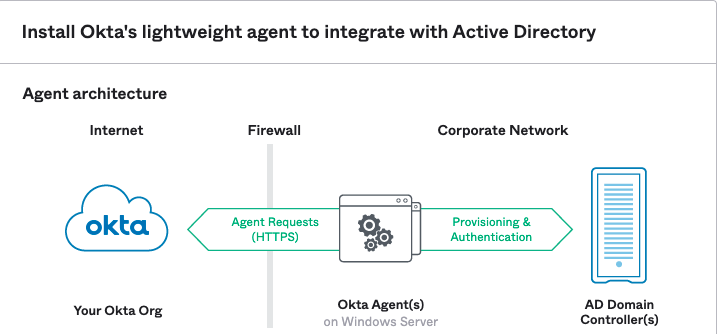 Install Okta's lightweight agent to integrate with Active Directory
Agent architecture
Internet
Firewall
Corporate Network
okta
Agent Requests
(HTTPS)
Provisioning &
Authentication
Your Okta Org
Okta Agent(s)
on Windows Server
AD Domain
Controller(s)